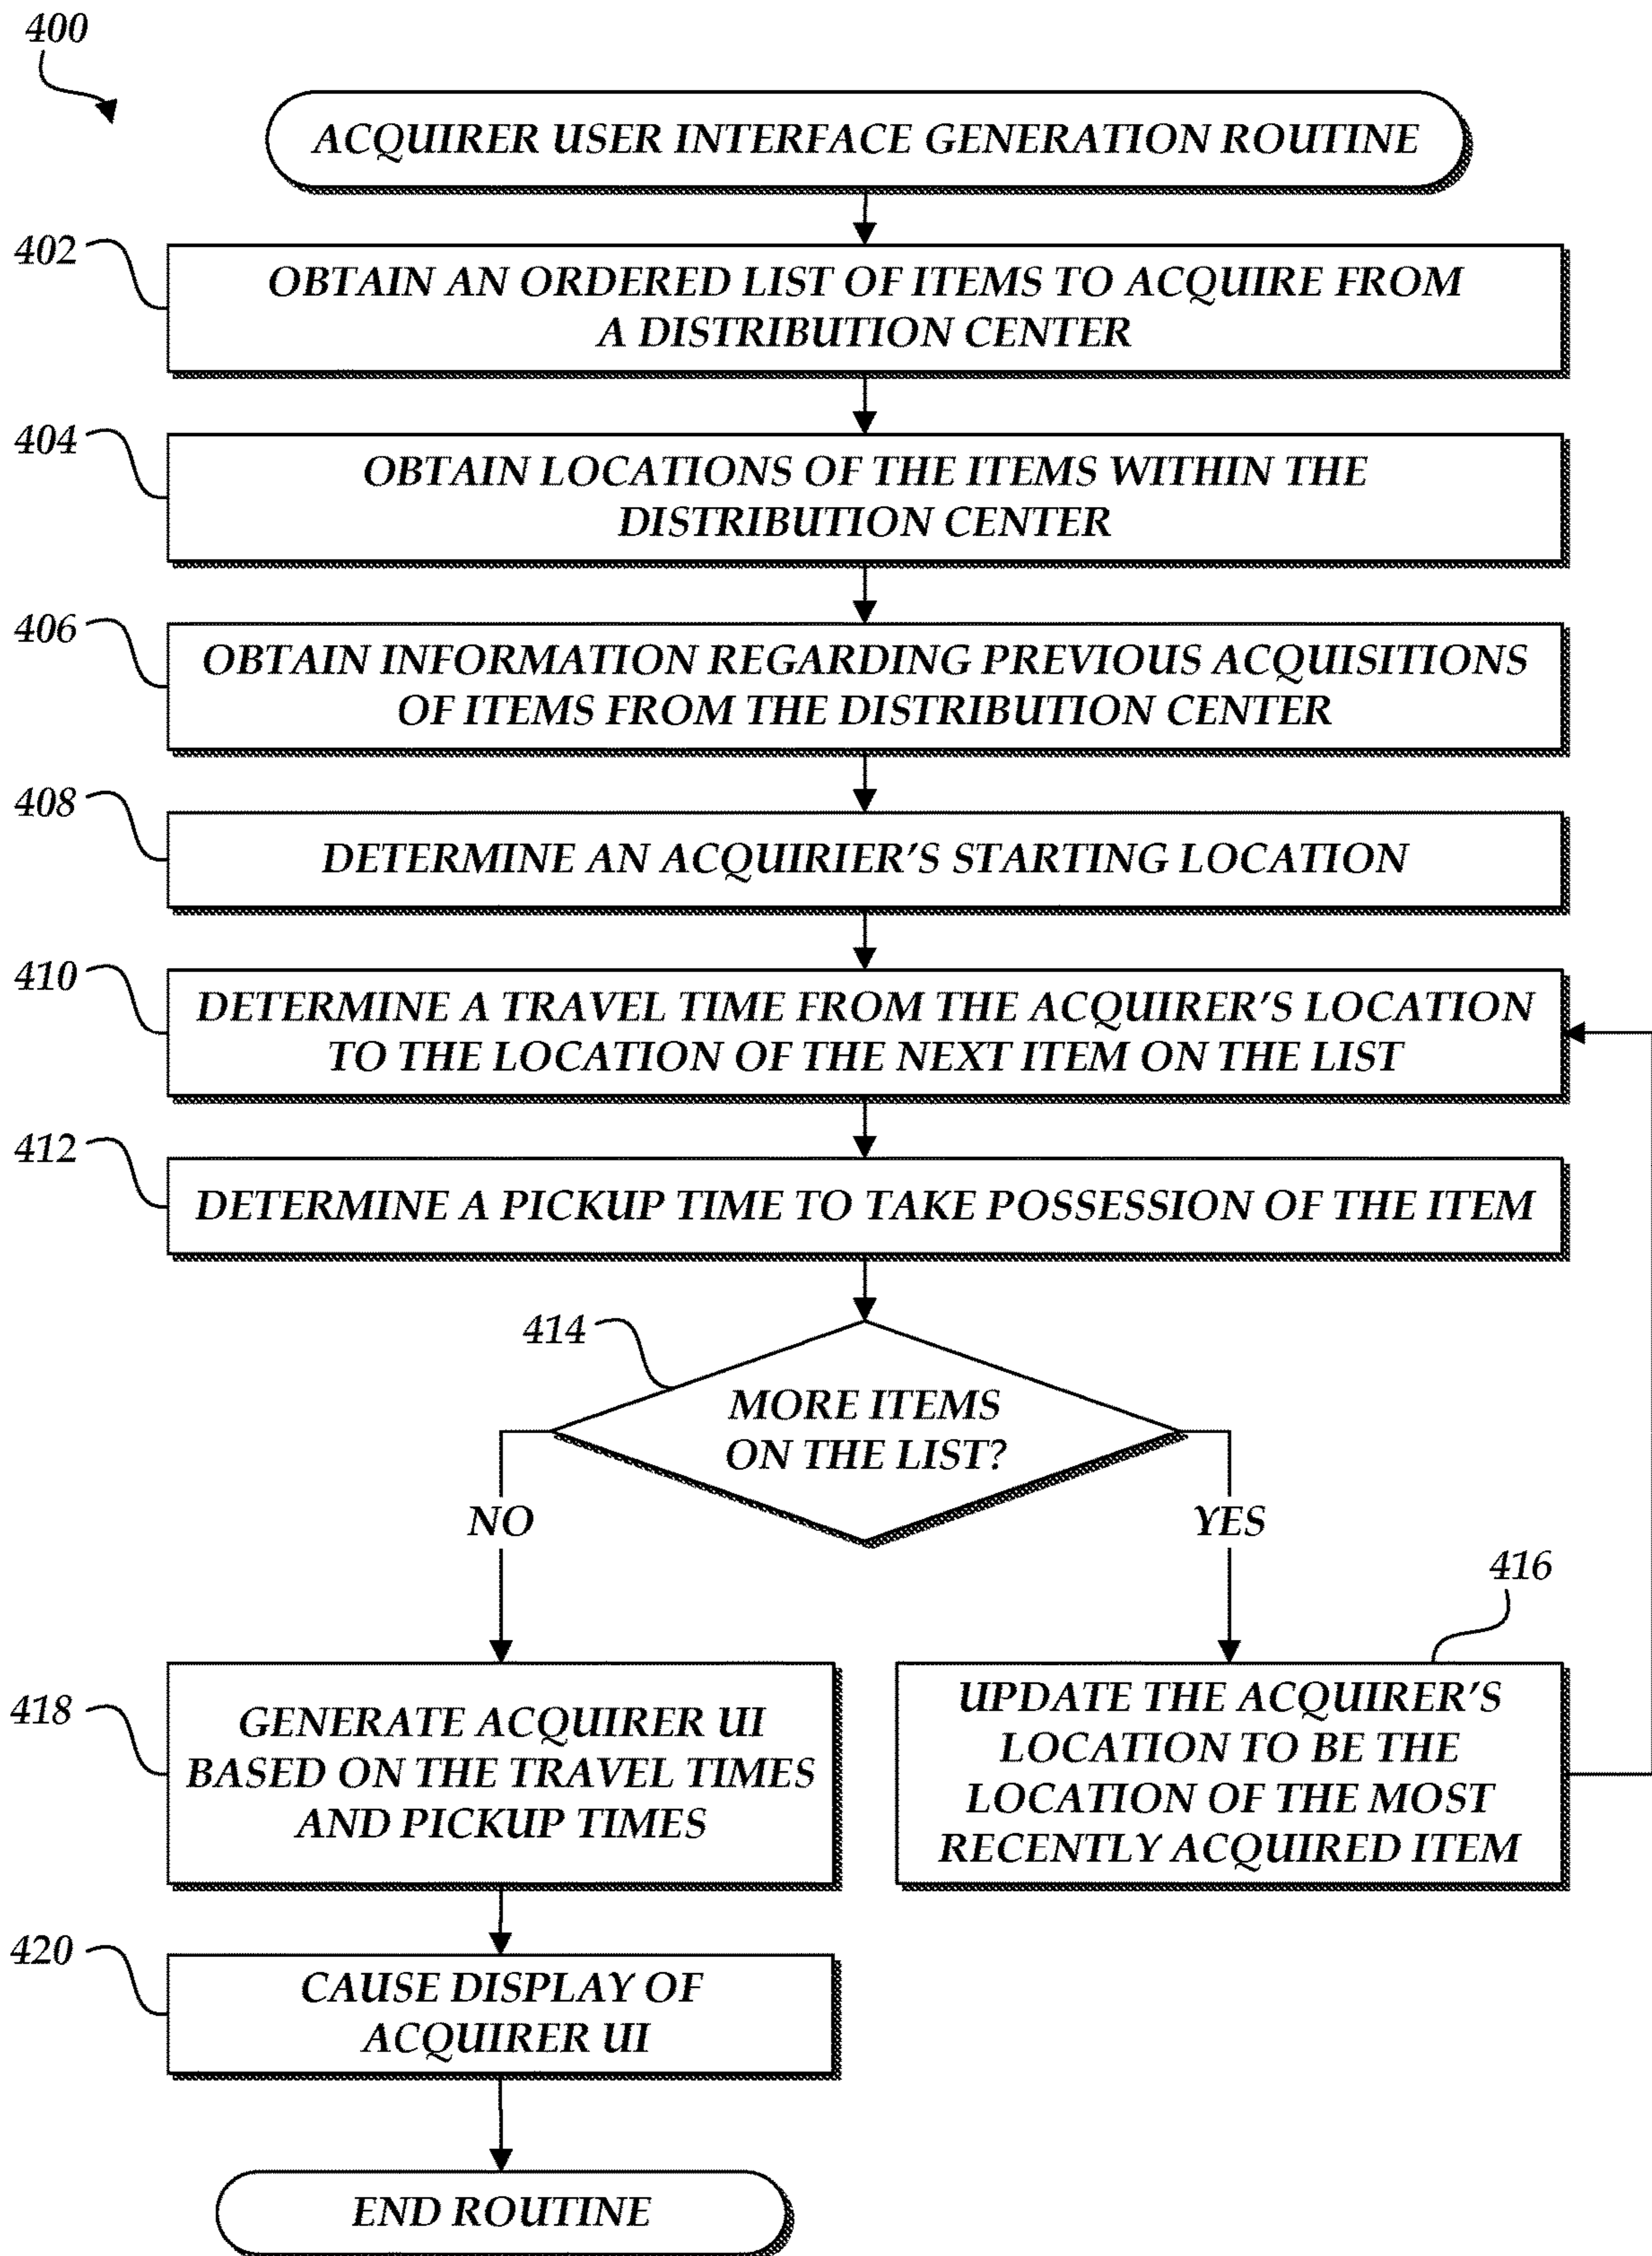 400
ACQUIRER USER INTERFACE GENERATION ROUTINE
402
OBTAIN AN ORDERED LIST OF ITEMS TO ACQUIRE FROM
A DISTRIBUTION CENTER
404
OBTAIN LOCATIONS OF THE ITEMS WITHIN THE
DISTRIBUTION CENTER
406
OBTAIN INFORMATION REGARDING PREVIOUS ACQUISITIONS
OF ITEMS FROM THE DISTRIBUTION CENTER
408
DETERMINE AN ACQUIRIER'S STARTING LOCATION
410
DETERMINE A TRAVEL TIME FROM THE ACQUIRER'S LOCATION
TO THE LOCATION OF THE NEXT ITEM ON THE LIST
412
DETERMINE A PICKUP TIME TO TAKE POSSESSION OF THE ITEM
414
MORE ITEMS
ON THE LIST?
NO
YES
416
UPDATE THE ACQUIRER'S
LOCATION TO BE THE
LOCATION OF THE MOST
RECENTLY ACQUIRED ITEM
418
GENERATE ACQUIRER UI
BASED ON THE TRAVEL TIMES
AND PICKUP TIMES
420
CAUSE DISPLAY OF
ACQUIRER UI
END ROUTINE